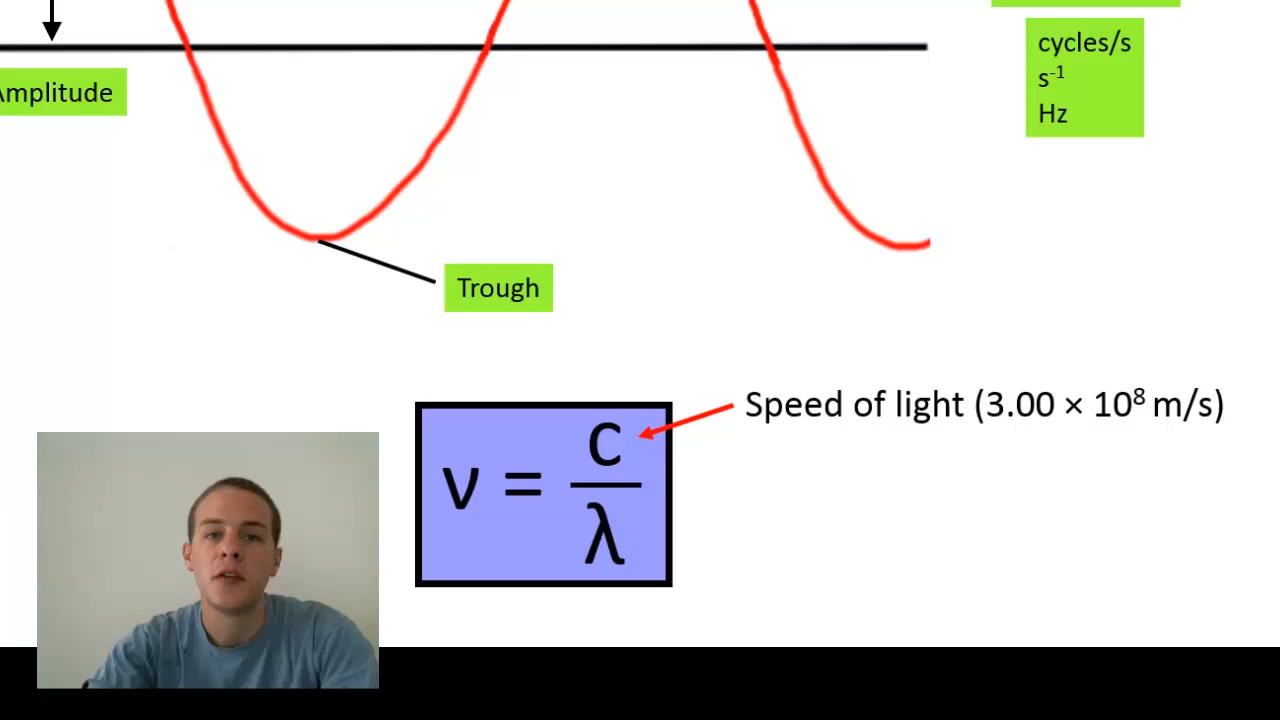 cycles/s
s⁻¹
Hz
Amplitude
Trough
Speed of light (3.00 × 10⁸ m/s)
ν = c/λ